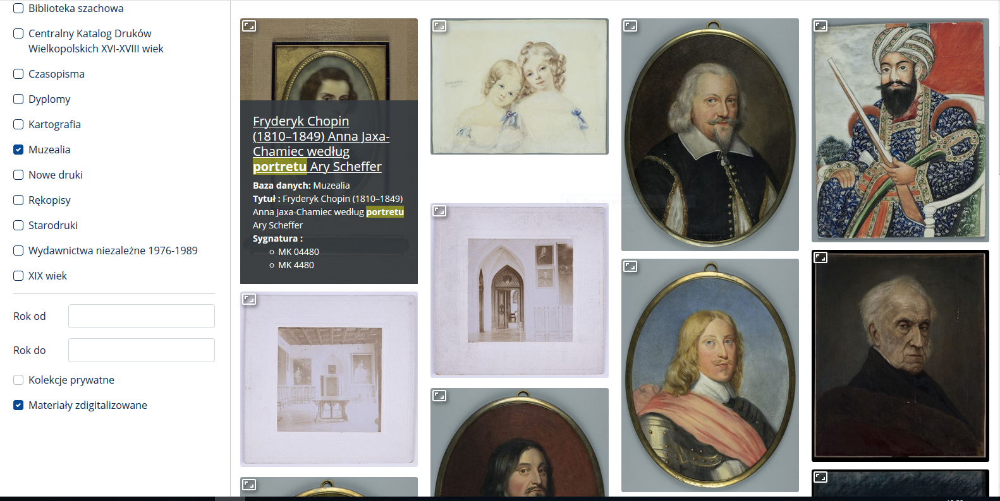 Biblioteka szachowa
Centralny Katalog Druków
Wielkopolskich XVI-XVIII wiek
Czasopisma
Dyplomy
Kartografia
Muzealia
Nowe druki
Rękopisy
Starodruki
Wydawnictwa niezależne 1976-1989
XIX wiek
Rok od
Rok do
Kolekcje prywatne
Materiały zdigitalizowane
Fryderyk Chopin
(1810–1849) Anna Jaxa-
Chamiec według
portretu Ary Scheffer
Baza danych: Muzealia
Tytuł : Fryderyk Chopin (1810–1849)
Anna Jaxa-Chamiec według portretu
Ary Scheffer
Sygnatura :
MK 04480
MK 4480